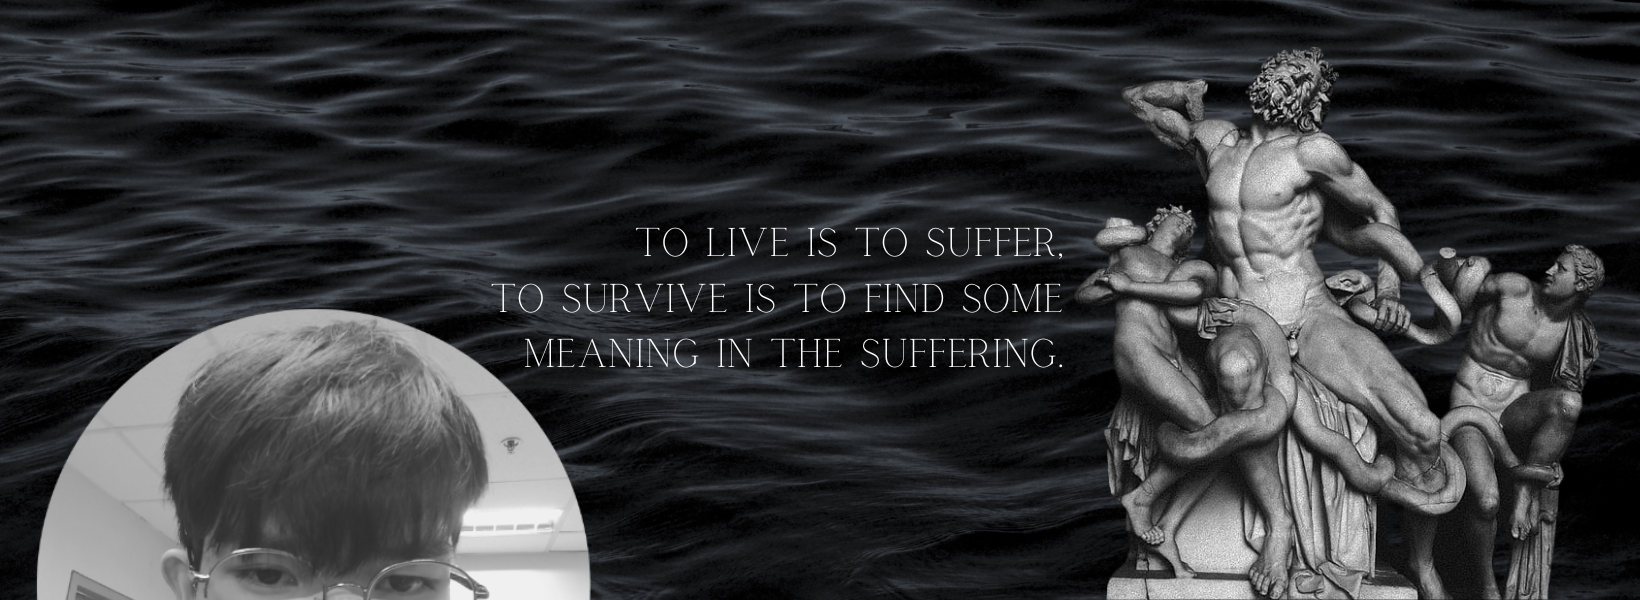 TO LIVE IS TO SUFFER,
TO SURVIVE IS TO FIND SOME
MEANING IN THE SUFFERING.